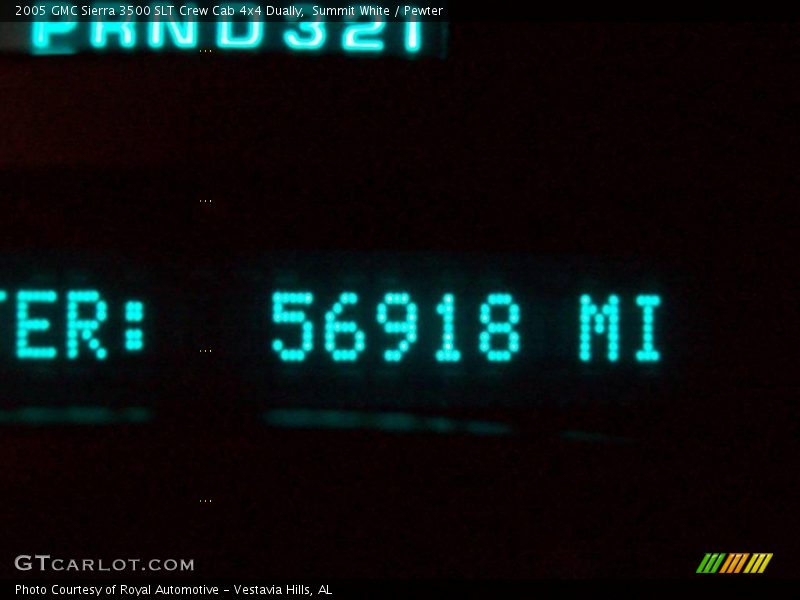 2005 GMC Sierra 3500 SLT Crew Cab 4x4 Dually, Summit White / Pewter
PRND321
TER: 56918 MI
GTCARLOT.COM
Photo Courtesy of Royal Automotive - Vestavia Hills, AL